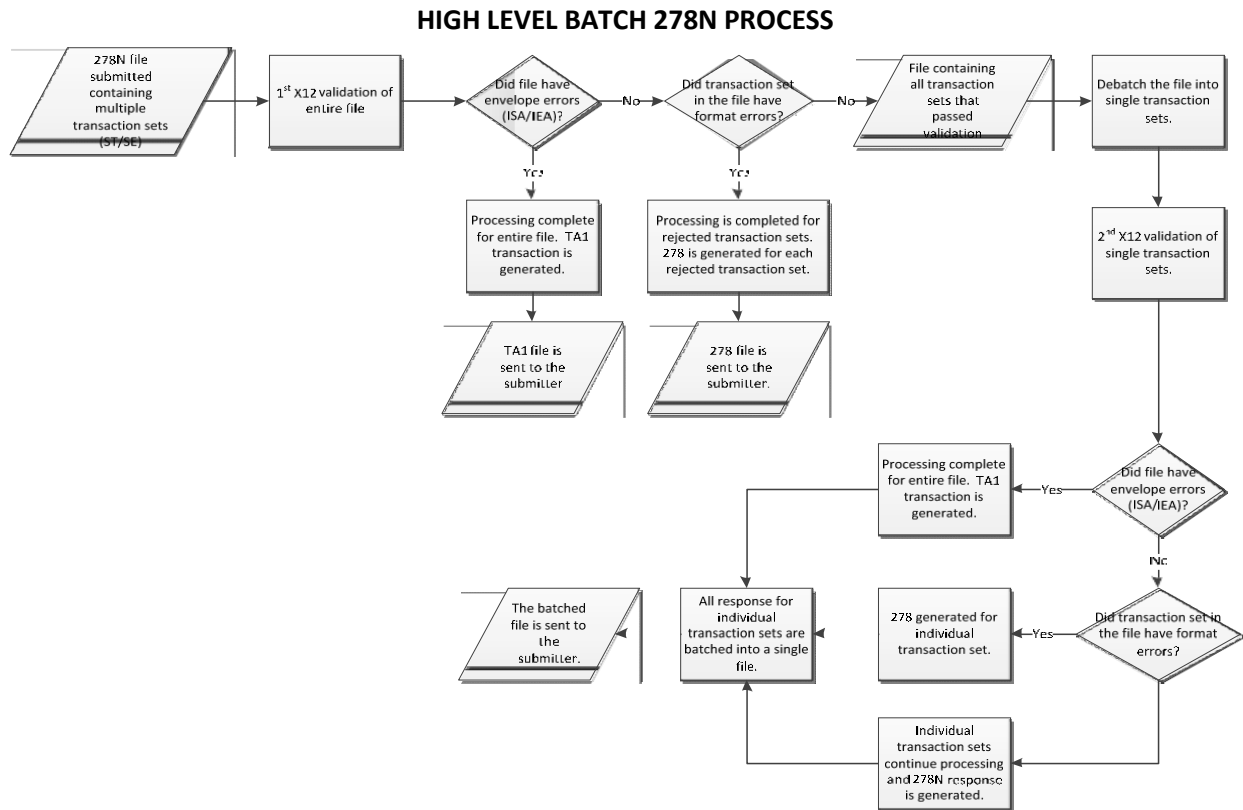 HIGH LEVEL BATCH 278N PROCESS
278N file
submitted
containing
multiple
transaction sets
(ST/SE)
1st X12 validation of
entire file
Did file have
envelope errors
(ISA/IEA)?
No
Did transaction set
in the file have
format errors?
No
File containing
all transaction
sets that
passed
validation
Debatch the file into
single transaction
sets.
Yes
Yes
Processing complete
for entire file. TA1
transaction is
generated.
Processing is completed for
rejected transaction sets.
278 is generated for each
rejected transaction set.
2nd X12 validation of
single transaction
sets.
TA1 file is
sent to the
submitter
278 file is
sent to the
submitter.
Processing complete
for entire file. TA1
transaction is
generated.
Yes
Did file have
envelope errors
(ISA/IEA)?
No
The batched
file is sent to
the
submitter.
All response for
individual
transaction sets are
batched into a single
file.
278 generated for
individual
transaction set.
Yes
Did transaction set in
the file have format
errors?
Individual
transaction sets
continue processing
and 278N response
is generated.